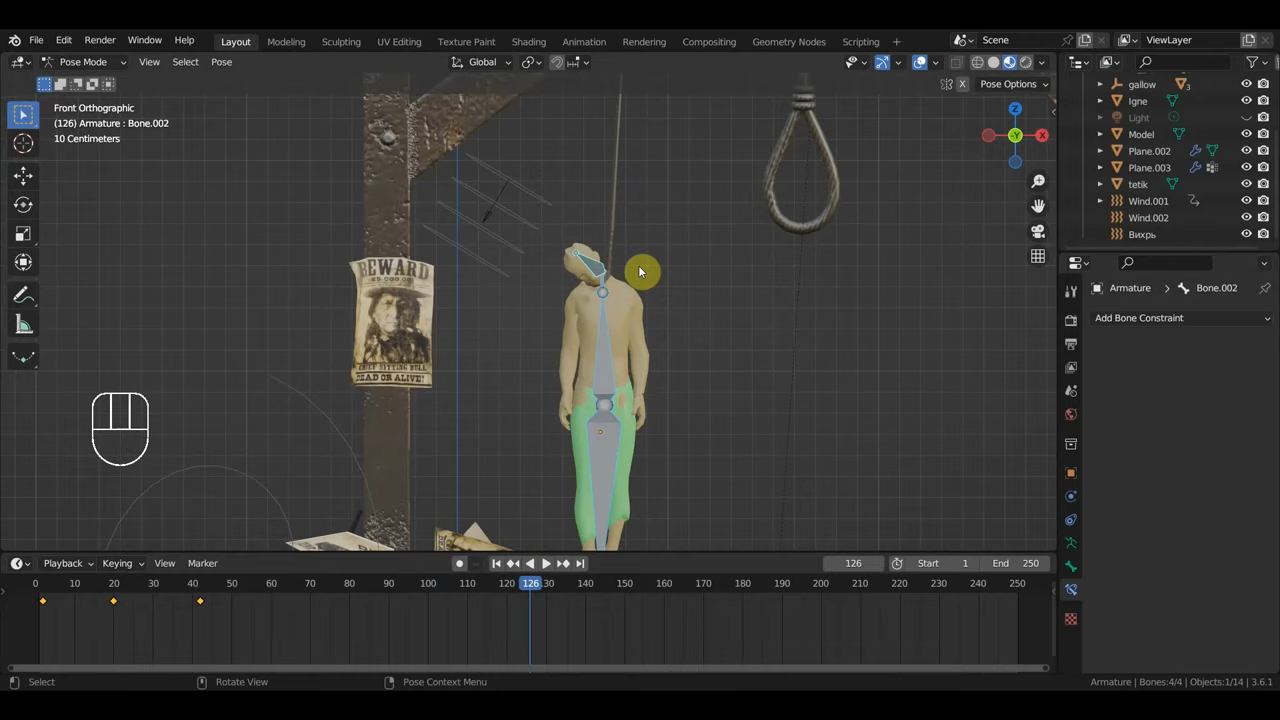 File Edit Render Window Help Layout Modeling Sculpting UV Editing Texture Paint Shading Animation Rendering Compositing Geometry Nodes Scripting + Scene ViewLayer
Pose Mode View Select Pose Global
X Pose Options
Front Orthographic
(126) Armature : Bone.002
10 Centimeters
Z
X
-Y
gallow 3
Igne
Light
Model
Plane.002
Plane.003
tetik
Wind.001
Wind.002
Вихрь
Armature > Bone.002
Add Bone Constraint
REWARD
CHIEF SITTING BULL
DEAD OR ALIVE!
Playback Keying View Marker 126 Start 1 End 250
0 10 20 30 40 50 60 70 80 90 100 110 120 126 130 140 150 160 170 180 190 200 210 220 230 240 250
Select Rotate View Pose Context Menu Armature | Bones:4/4 | Objects:1/14 | 3.6.1